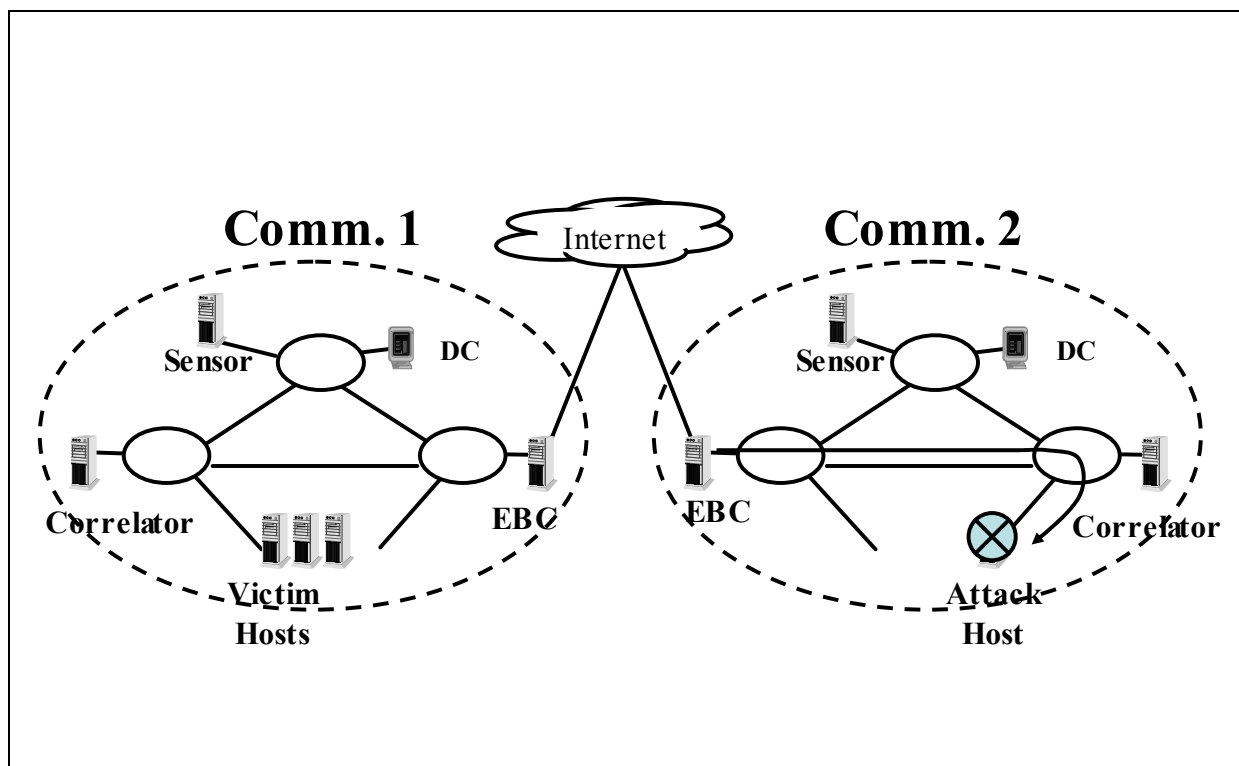 Comm. 1
Internet
Comm. 2
Sensor
DC
Sensor
DC
Correlator
EBC
EBC
Correlator
Victim
Hosts
Attack
Host